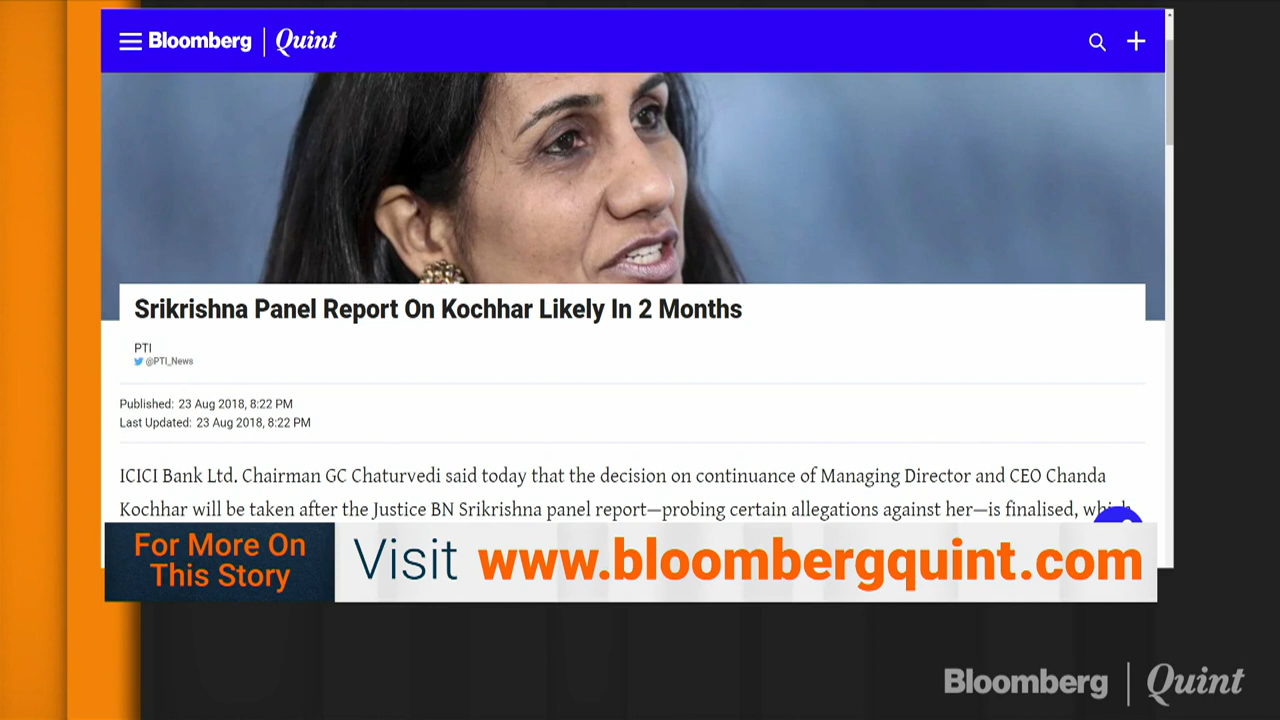 Bloomberg | Quint
Srikrishna Panel Report On Kochhar Likely In 2 Months
PTI
@PTI_News
Published: 23 Aug 2018, 8:22 PM
Last Updated: 23 Aug 2018, 8:22 PM
ICICI Bank Ltd. Chairman GC Chaturvedi said today that the decision on continuance of Managing Director and CEO Chanda
Kochhar will be taken after the Justice BN Srikrishna panel report—probing certain allegations against her—is finalised,
For More On
This Story
Visit www.bloombergquint.com
Bloomberg | Quint